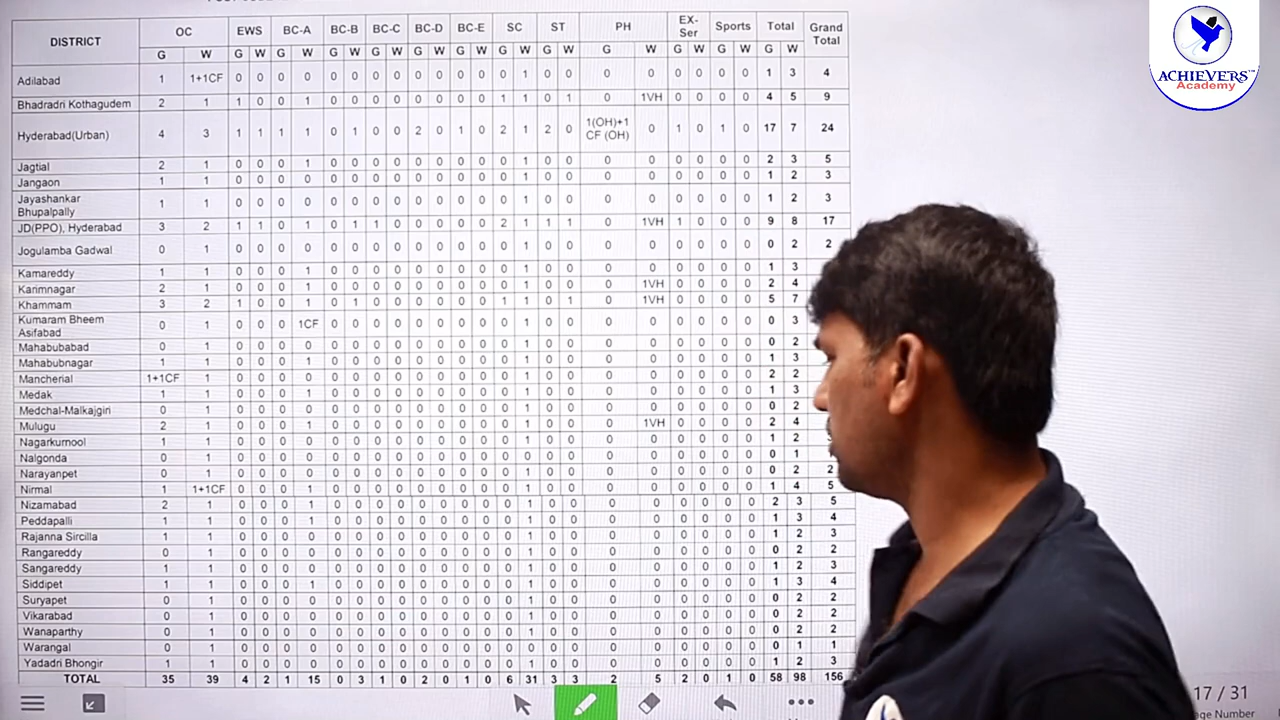 DISTRICT OC EWS BC-A BC-B BC-C BC-D BC-E SC ST PH EX-Ser Sports Total Grand Total
G W G W G W G W G W G W G W G W G W G W G W G W G W
Adilabad 1 1+1CF 0 0 0 0 0 0 0 0 0 0 0 0 0 1 0 0 0 0 0 0 0 0 1 3 4
Bhadradri Kothagudem 2 1 1 0 0 1 0 0 0 0 0 0 0 0 1 1 0 1 0 1VH 0 0 0 0 4 5 9
Hyderabad(Urban) 4 3 1 1 1 1 0 1 0 0 2 0 1 0 2 1 2 0 1(OH)+1 CF (OH) 0 1 0 1 0 17 7 24
Jagtial 2 1 0 0 0 1 0 0 0 0 0 0 0 0 0 1 0 0 0 0 0 0 0 0 2 3 5
Jangaon 1 1 0 0 0 0 0 0 0 0 0 0 0 0 0 1 0 0 0 0 0 0 0 0 1 2 3
Jayashankar Bhupalpally 1 1 0 0 0 0 0 0 0 0 0 0 0 0 0 1 0 0 0 0 0 0 0 0 1 2 3
JD(PPO), Hyderabad 3 2 1 1 0 1 0 1 1 0 0 0 0 0 2 1 1 1 0 1VH 1 0 0 0 9 8 17
Jogulamba Gadwal 0 1 0 0 0 0 0 0 0 0 0 0 0 0 0 1 0 0 0 0 0 0 0 0 0 2 2
Kamareddy 1 1 0 0 0 1 0 0 0 0 0 0 0 0 0 1 0 0 0 0 0 0 0 0 1 3
Karimnagar 2 1 0 0 0 1 0 0 0 0 0 0 0 0 0 1 0 0 0 1VH 0 0 0 0 2 4
Khammam 3 2 1 0 0 1 0 1 0 0 0 0 0 0 1 1 0 1 0 1VH 0 0 0 0 5 7
Kumaram Bheem Asifabad 0 1 0 0 0 1CF 0 0 0 0 0 0 0 0 0 1 0 0 0 0 0 0 0 0 0 3
Mahabubabad 0 1 0 0 0 0 0 0 0 0 0 0 0 0 0 1 0 0 0 0 0 0 0 0 0 2
Mahabubnagar 1 1 0 0 0 1 0 0 0 0 0 0 0 0 0 1 0 0 0 0 0 0 0 0 1 3
Mancherial 1+1CF 1 0 0 0 0 0 0 0 0 0 0 0 0 0 1 0 0 0 0 0 0 0 0 2 2
Medak 1 1 0 0 0 1 0 0 0 0 0 0 0 0 0 1 0 0 0 0 0 0 0 0 1 3
Medchal-Malkajgiri 0 1 0 0 0 0 0 0 0 0 0 0 0 0 0 1 0 0 0 0 0 0 0 0 0 2
Mulugu 2 1 0 0 0 1 0 0 0 0 0 0 0 0 0 1 0 0 0 1VH 0 0 0 0 2 4
Nagarkurnool 1 1 0 0 0 0 0 0 0 0 0 0 0 0 0 1 0 0 0 0 0 0 0 0 1 2
Nalgonda 0 1 0 0 0 0 0 0 0 0 0 0 0 0 0 0 0 0 0 0 0 0 0 0 0 1
Narayanpet 0 1 0 0 0 0 0 0 0 0 0 0 0 0 0 1 0 0 0 0 0 0 0 0 0 2 2
Nirmal 1 1+1CF 0 0 0 1 0 0 0 0 0 0 0 0 0 1 0 0 0 0 0 0 0 0 1 4 5
Nizamabad 2 1 0 0 0 1 0 0 0 0 0 0 0 0 0 1 0 0 0 0 0 0 0 0 2 3 5
Peddapalli 1 1 0 0 0 1 0 0 0 0 0 0 0 0 0 1 0 0 0 0 0 0 0 0 1 3 4
Rajanna Sircilla 1 1 0 0 0 0 0 0 0 0 0 0 0 0 0 1 0 0 0 0 0 0 0 0 1 2 3
Rangareddy 0 1 0 0 0 0 0 0 0 0 0 0 0 0 0 1 0 0 0 0 0 0 0 0 0 2 2
Sangareddy 1 1 0 0 0 0 0 0 0 0 0 0 0 0 0 1 0 0 0 0 0 0 0 0 1 2 3
Siddipet 1 1 0 0 0 1 0 0 0 0 0 0 0 0 0 1 0 0 0 0 0 0 0 0 1 3 4
Suryapet 0 1 0 0 0 0 0 0 0 0 0 0 0 0 0 1 0 0 0 0 0 0 0 0 0 2 2
Vikarabad 0 1 0 0 0 0 0 0 0 0 0 0 0 0 0 1 0 0 0 0 0 0 0 0 0 2 2
Wanaparthy 0 1 0 0 0 0 0 0 0 0 0 0 0 0 0 1 0 0 0 0 0 0 0 0 0 2 2
Warangal 0 1 0 0 0 0 0 0 0 0 0 0 0 0 0 0 0 0 0 0 0 0 0 0 0 1 1
Yadadri Bhongir 1 1 0 0 0 0 0 0 0 0 0 0 0 0 0 1 0 0 0 0 0 0 0 0 1 2 3
TOTAL 35 39 4 2 1 15 0 3 1 0 2 0 1 0 6 31 3 3 2 5 2 0 1 0 58 98 156
ACHIEVERS™
Academy
17 / 31